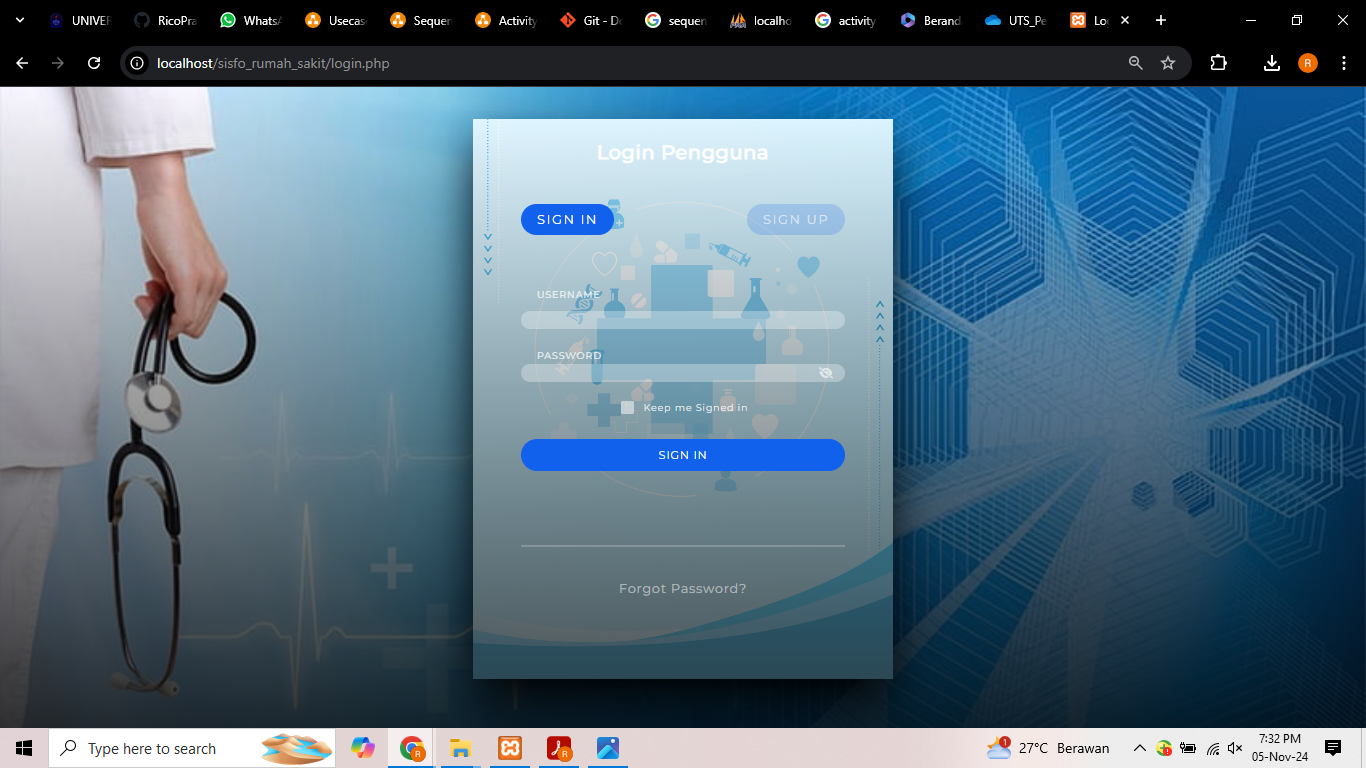 UNIVER
RicoPra
WhatsA
Usecas
Sequen
Activity
Git - Do
sequen
localho
activity
Berand
UTS_Pe
Lo
localhost/sisfo_rumah_sakit/login.php
R
Login Pengguna
SIGN IN
SIGN UP
USERNAME
PASSWORD
Keep me Signed in
SIGN IN
Forgot Password?
Type here to search
R
R
1
27°C Berawan
7:32 PM
05-Nov-24